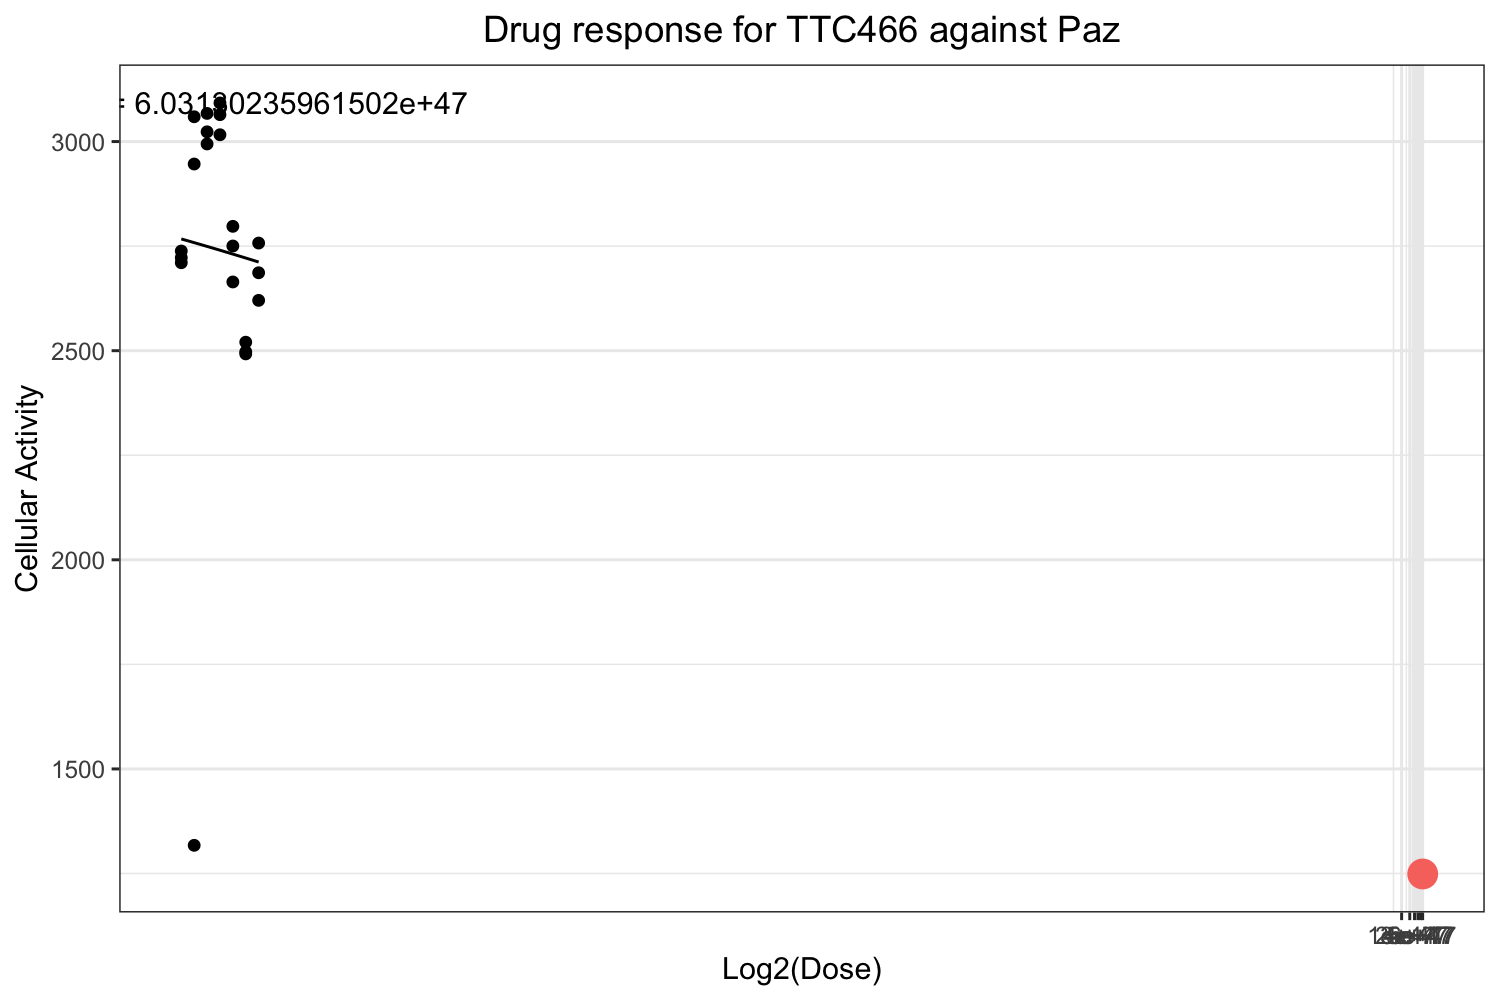 Drug response for TTC466 against Paz
: 6.03130235961502e+47
3000
2500
2000
1500
Cellular Activity
Log2(Dose)